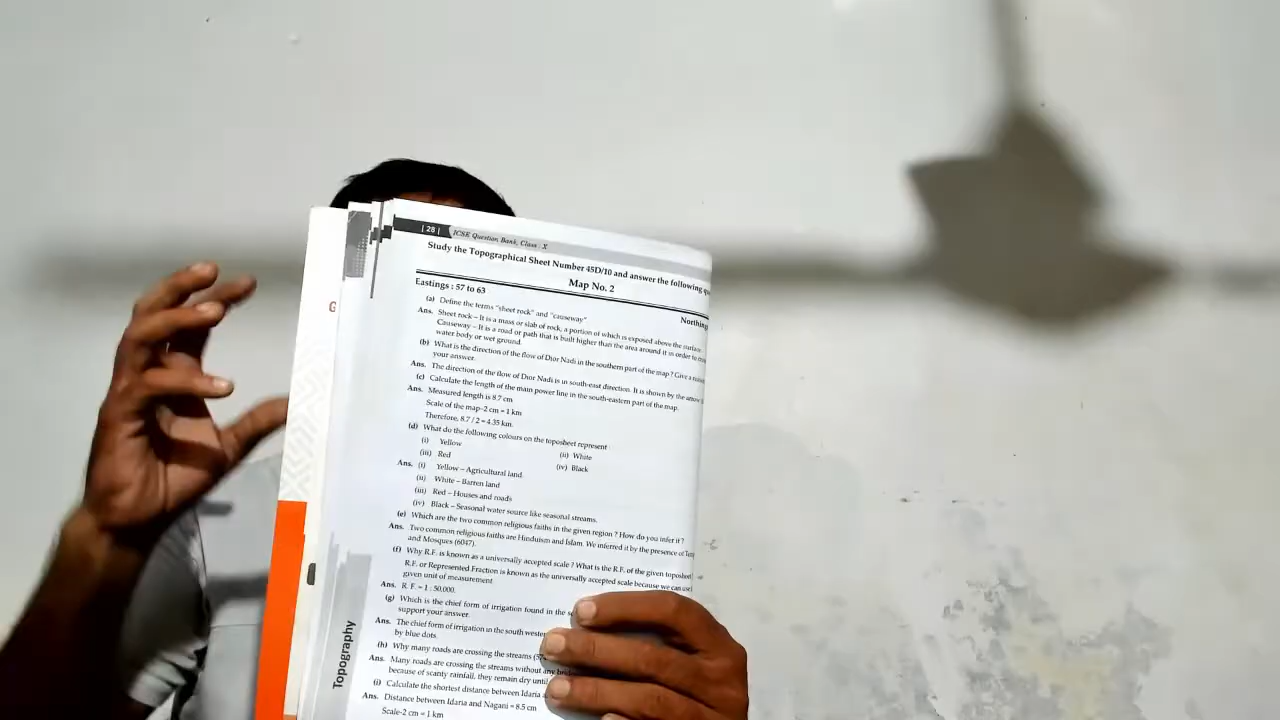 | 28 | ICSE Question Bank, Class : X
Study the Topographical Sheet Number 45D/10 and answer the following
Map No. 2
Eastings : 57 to 63
Northing
(a) Define the terms "sheet rock" and "causeway"
Ans. Sheet rock – It is a mass or slab of rock, a portion of which is exposed above the surface.
Causeway – It is a road or path that is built higher than the area around it in order to
water body or wet ground.
(b) What is the direction of the flow of Dior Nadi in the southern part of the map ? Give a
your answer.
Ans. The direction of the flow of Dior Nadi is in south-east direction. It is shown by the arrow
(c) Calculate the length of the main power line in the south-eastern part of the map.
Ans. Measured length is 8.7 cm
Scale of the map-2 cm = 1 km
Therefore, 8.7 / 2 = 4.35 km.
(d) What do the following colours on the toposheet represent
(i) Yellow (ii) White
(iii) Red (iv) Black
Ans. (i) Yellow – Agricultural land
(ii) White – Barren land
(iii) Red – Houses and roads
(iv) Black – Seasonal water source like seasonal streams.
(e) Which are the two common religious faiths in the given region ? How do you infer it ?
Ans. Two common religious faiths are Hinduism and Islam. We inferred it by the presence of
and Mosques (6047).
(f) Why R.F. is known as a universally accepted scale ? What is the R.F. of the given toposheet
R.F. or Represented Fraction is known as the universally accepted scale because we can use
given unit of measurement
Ans. R. F. = 1 : 50,000.
(g) Which is the chief form of irrigation found in the
support your answer.
Ans. The chief form of irrigation in the south wester
by blue dots.
(h) Why many roads are crossing the streams
Ans. Many roads are crossing the streams without any
because of scanty rainfall, they remain dry until
(i) Calculate the shortest distance between Idaria
Ans. Distance between Idaria and Nagani = 8.5 cm
Scale-2 cm = 1 km
Topography
G